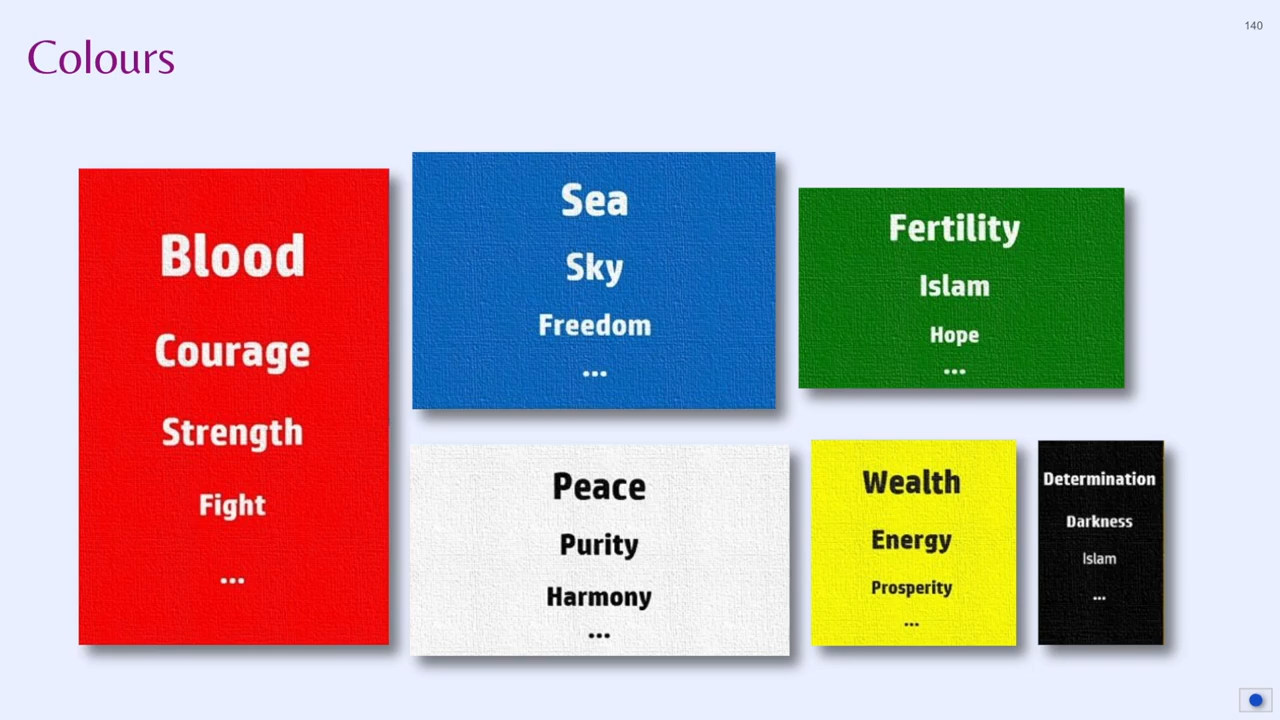 140
Colours
Blood
Courage
Strength
Fight
...
Sea
Sky
Freedom
...
Fertility
Islam
Hope
...
Peace
Purity
Harmony
...
Wealth
Energy
Prosperity
...
Determination
Darkness
Islam
...